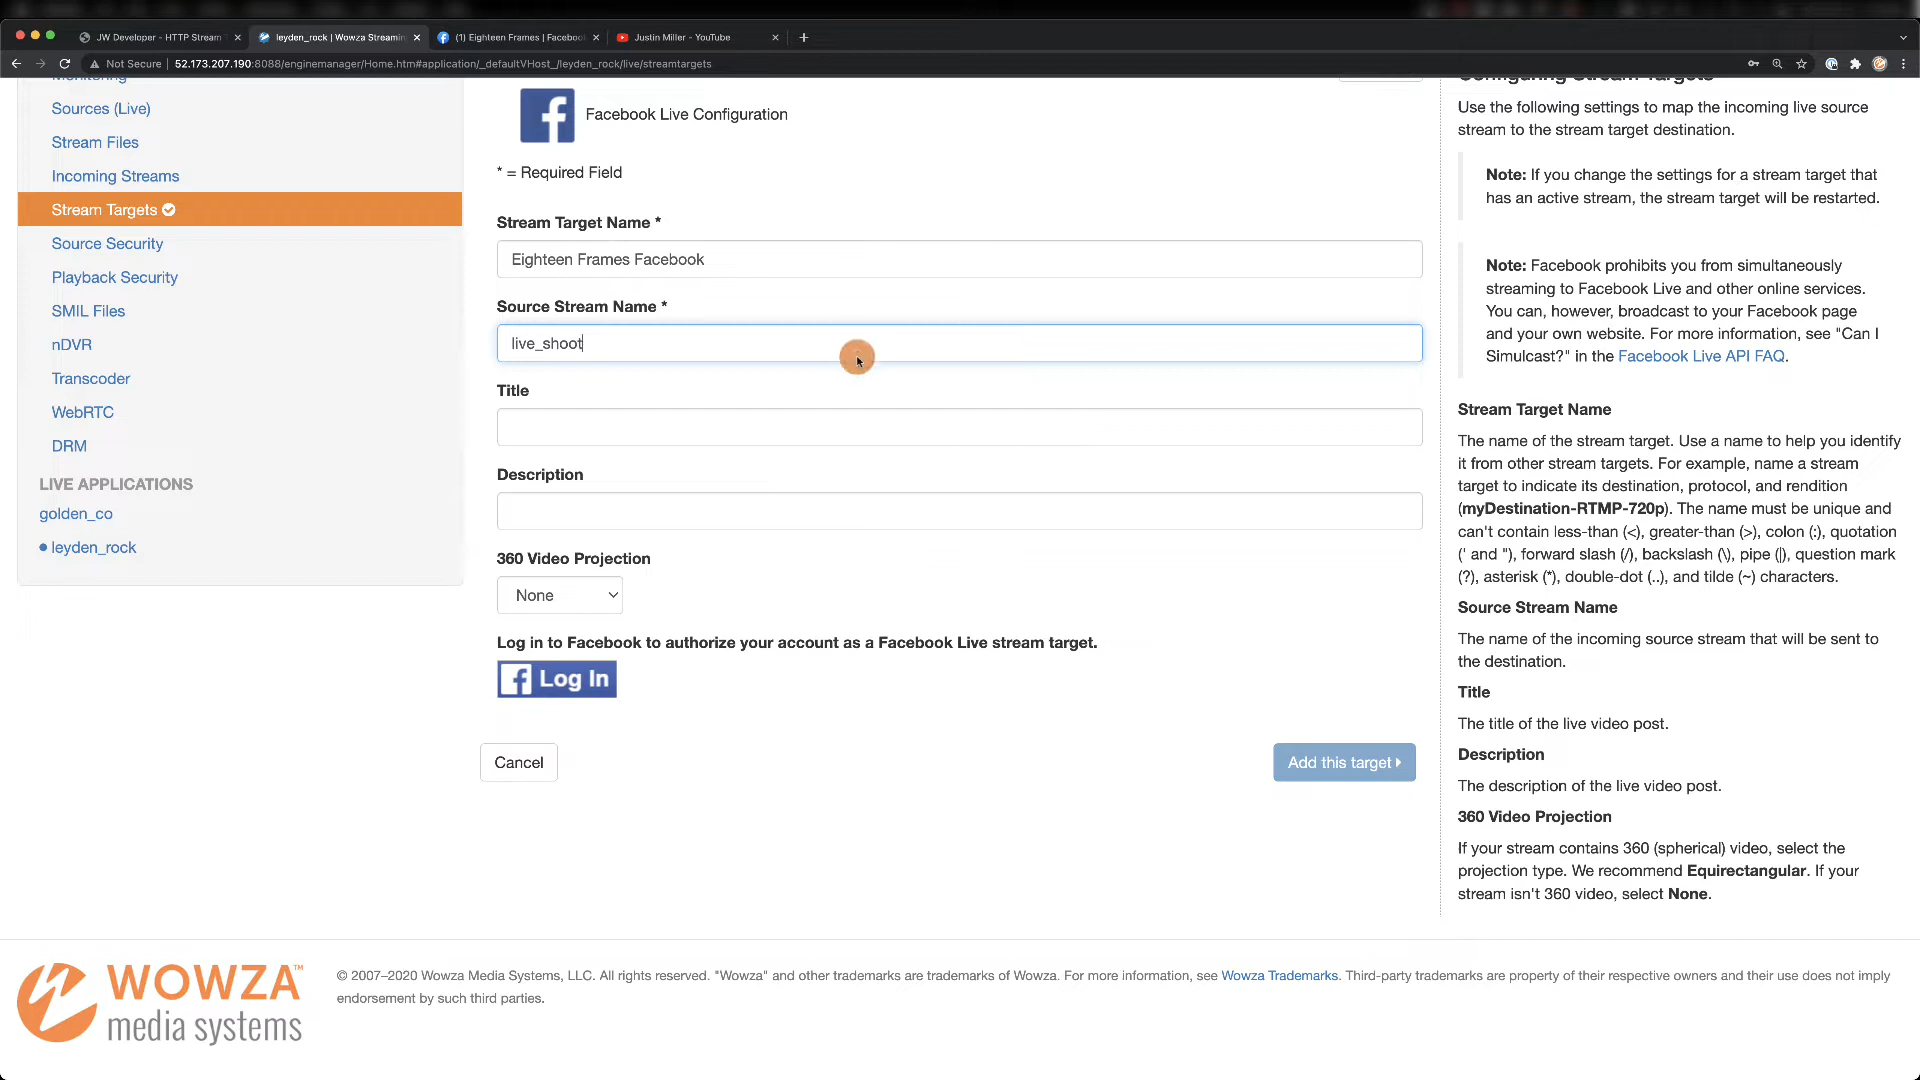 JW Developer - HTTP Stream
leyden_rock | Wowza Streamin
(1) Eighteen Frames | Faceboo
Justin Miller - YouTube
Not Secure | 52.173.207.190:8088/enginemanager/Home.htm#application/_defaultVHost_/leyden_rock/live/streamtargets
Monitoring
Sources (Live)
Stream Files
Incoming Streams
Stream Targets
Source Security
Playback Security
SMIL Files
nDVR
Transcoder
WebRTC
DRM
LIVE APPLICATIONS
golden_co
leyden_rock
Facebook Live Configuration
* = Required Field
Stream Target Name *
Eighteen Frames Facebook
Source Stream Name *
live_shoot
Title
Description
360 Video Projection
None
Log in to Facebook to authorize your account as a Facebook Live stream target.
f Log In
Cancel
Add this target
Configuring Stream Targets
Use the following settings to map the incoming live source
stream to the stream target destination.
Note: If you change the settings for a stream target that
has an active stream, the stream target will be restarted.
Note: Facebook prohibits you from simultaneously
streaming to Facebook Live and other online services.
You can, however, broadcast to your Facebook page
and your own website. For more information, see "Can I
Simulcast?" in the Facebook Live API FAQ.
Stream Target Name
The name of the stream target. Use a name to help you identify
it from other stream targets. For example, name a stream
target to indicate its destination, protocol, and rendition
(myDestination-RTMP-720p). The name must be unique and
can't contain less-than (<), greater-than (>), colon (:), quotation
(' and "), forward slash (/), backslash (\), pipe (|), question mark
(?), asterisk (*), double-dot (..), and tilde (~) characters.
Source Stream Name
The name of the incoming source stream that will be sent to
the destination.
Title
The title of the live video post.
Description
The description of the live video post.
360 Video Projection
If your stream contains 360 (spherical) video, select the
projection type. We recommend Equirectangular. If your
stream isn't 360 video, select None.
WOWZA™
media systems
© 2007–2020 Wowza Media Systems, LLC. All rights reserved. "Wowza" and other trademarks are trademarks of Wowza. For more information, see Wowza Trademarks. Third-party trademarks are property of their respective owners and their use does not imply
endorsement by such third parties.